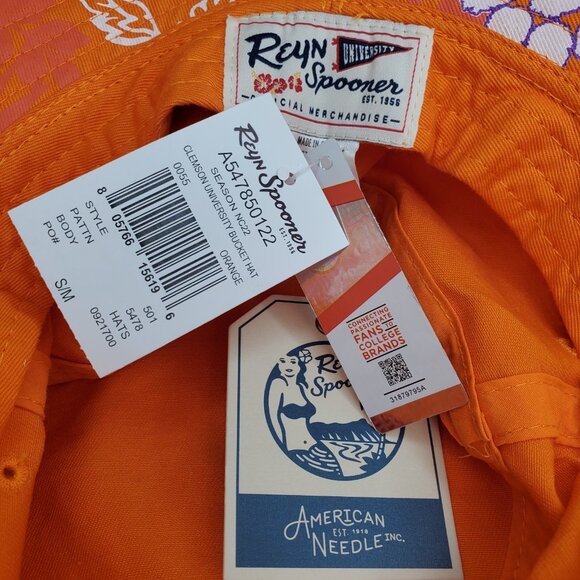 REYN
UNIVERSITY
SPOONER
EST. 1956
MERCHANDISE
MADE IN
REYN SPOONER
EST. 1956
A547850122
SEASON NC22
CLEMSON UNIVERSITY BUCKET HAT
0055
ORANGE
8 05766 15619 6
STYLE 501
PATTN 5478
BODY HATS
PO# 0921700
S/M
CONNECTING
PASSIONATE
FANS TO
COLLEGE
BRANDS
31879795A
REYN
SPOO
AMERICAN
EST. 1918
NEEDLE INC.